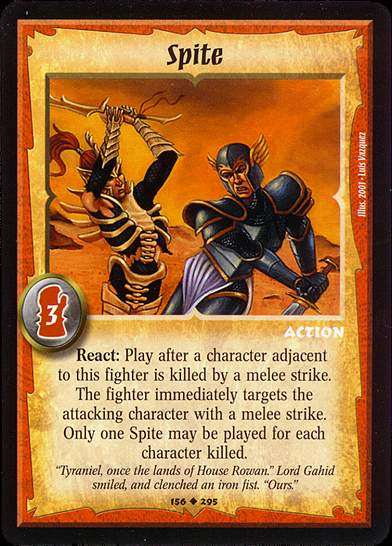 Spite
Illus. 2001 • Luis Vazquez
3
ACTION
React: Play after a character adjacent
to this fighter is killed by a melee strike.
The fighter immediately targets the
attacking character with a melee strike.
Only one Spite may be played for each
character killed.
“Tyraniel, once the lands of House Rowan.” Lord Gahid
smiled, and clenched an iron fist. “Ours.”
156 ◆ 295